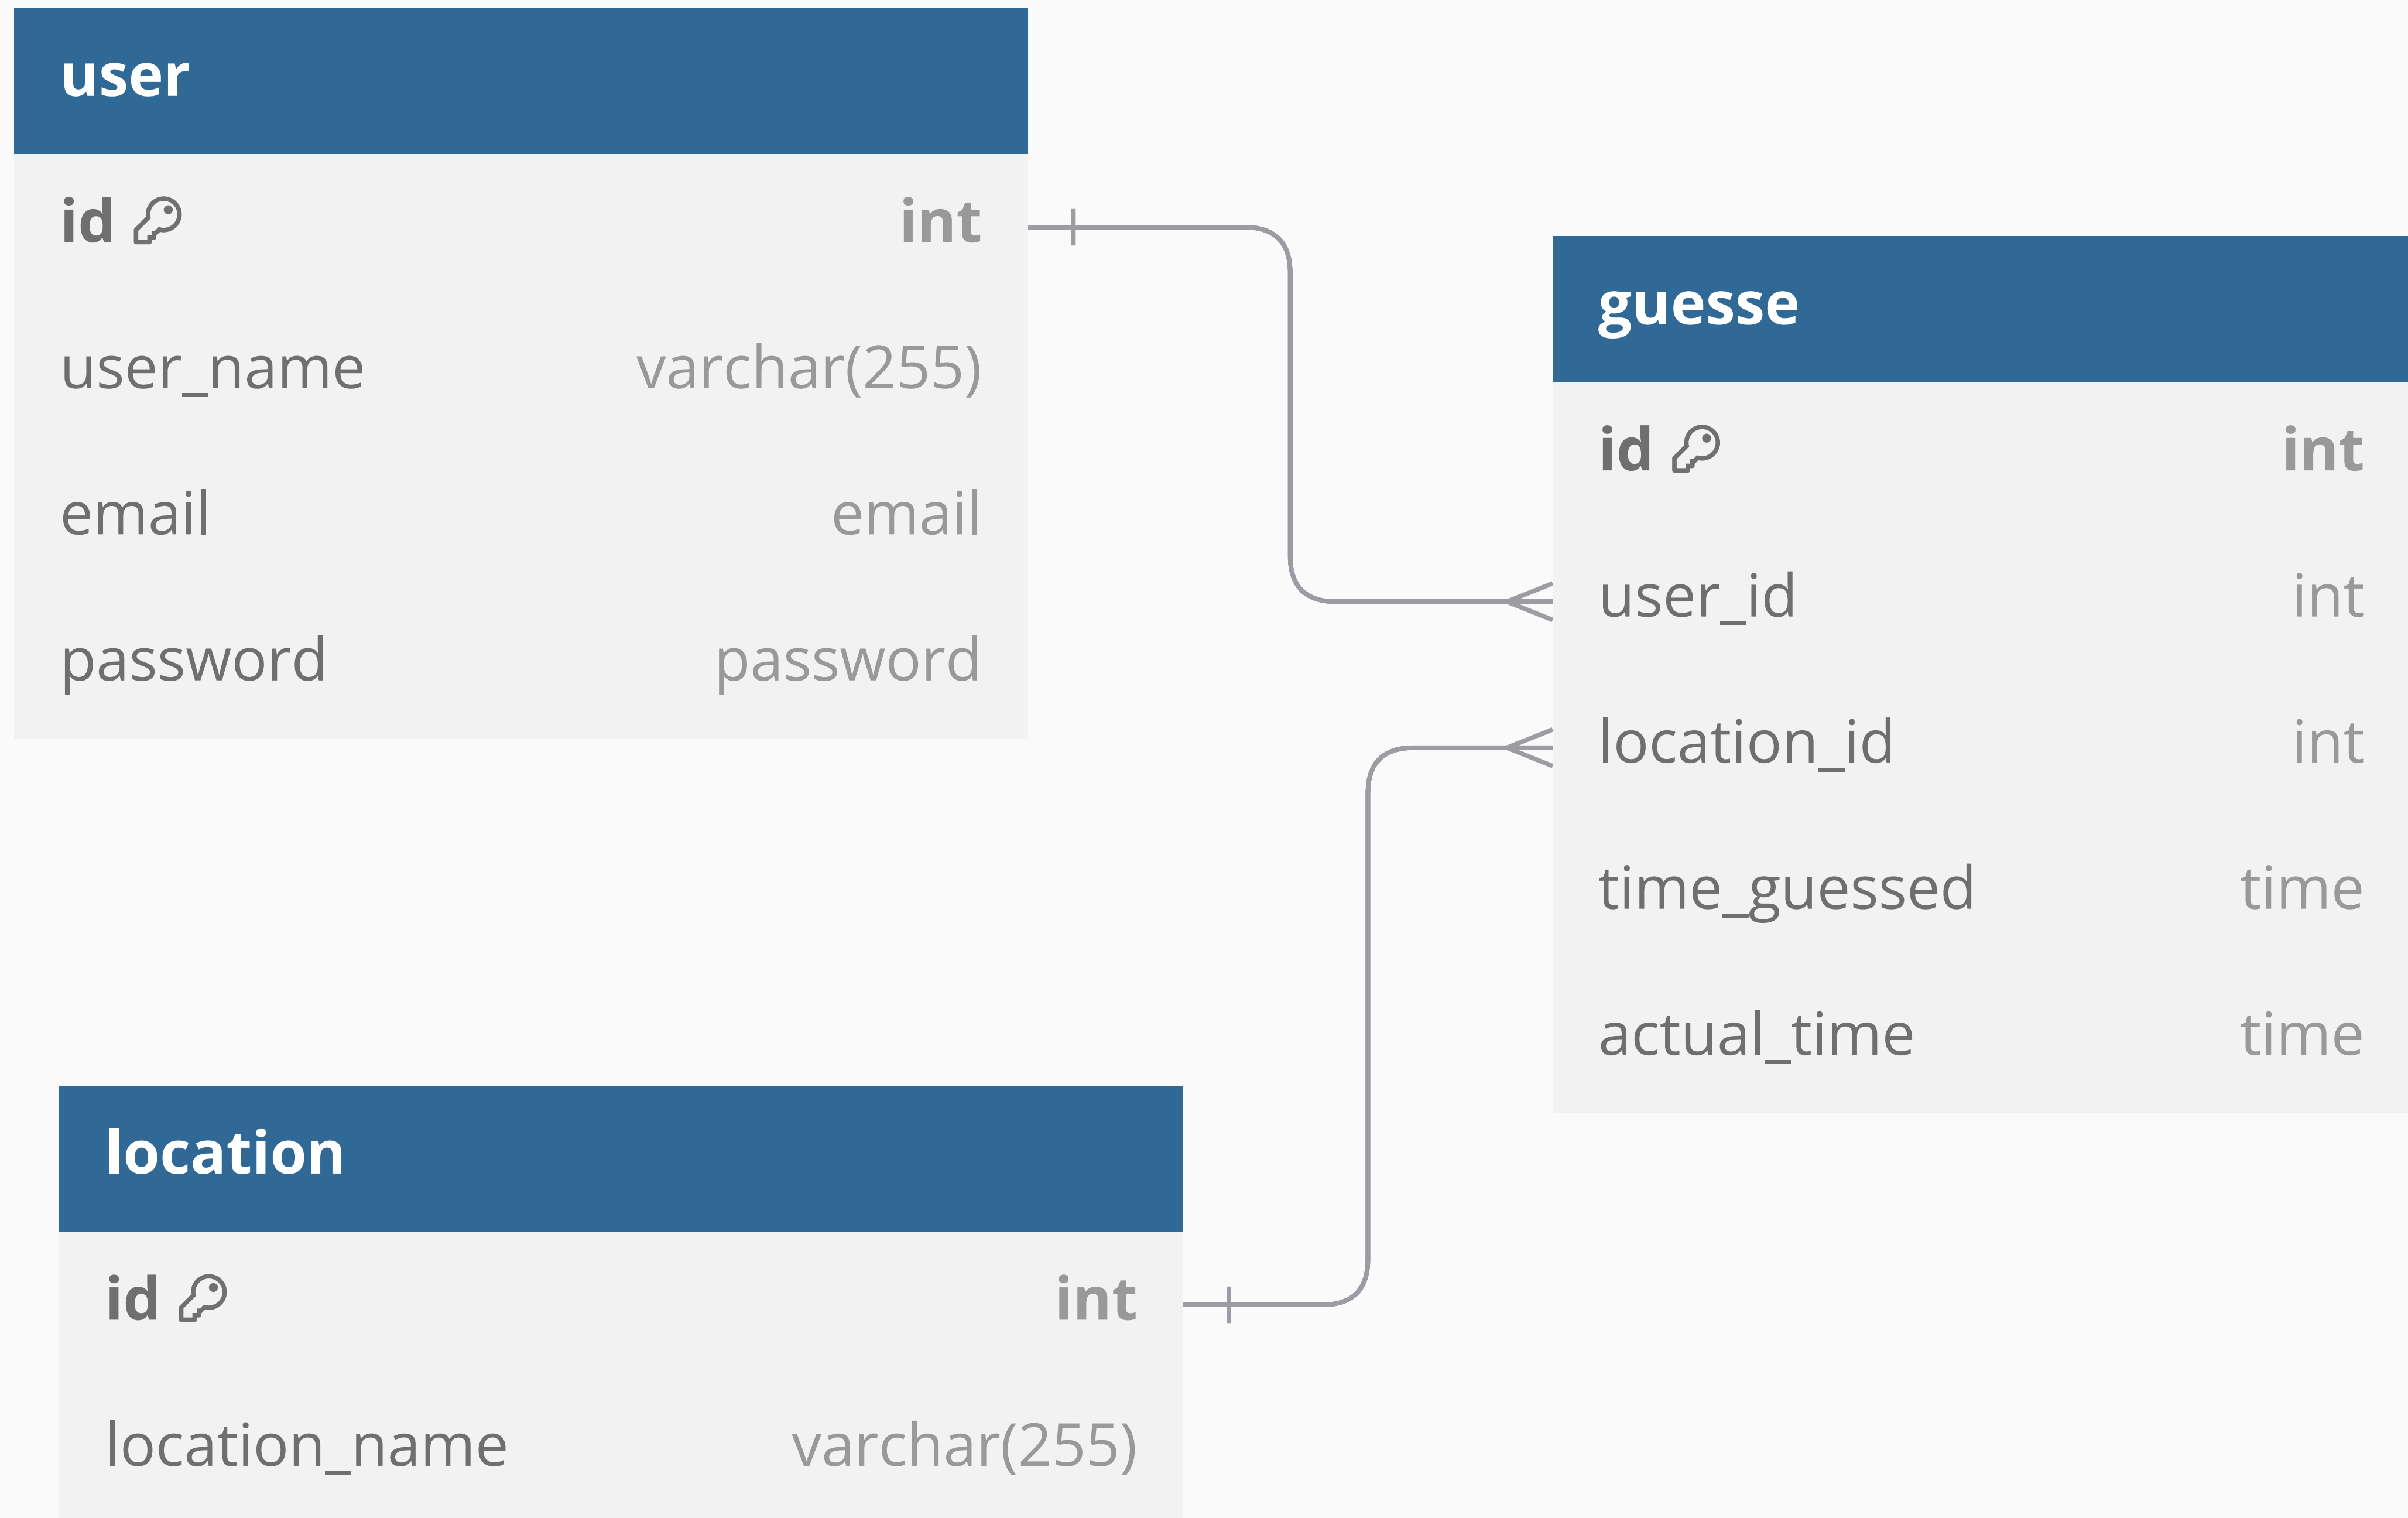 user
id int
user_name varchar(255)
email email
password password
guesse
id int
user_id int
location_id int
time_guessed time
actual_time time
location
id int
location_name varchar(255)